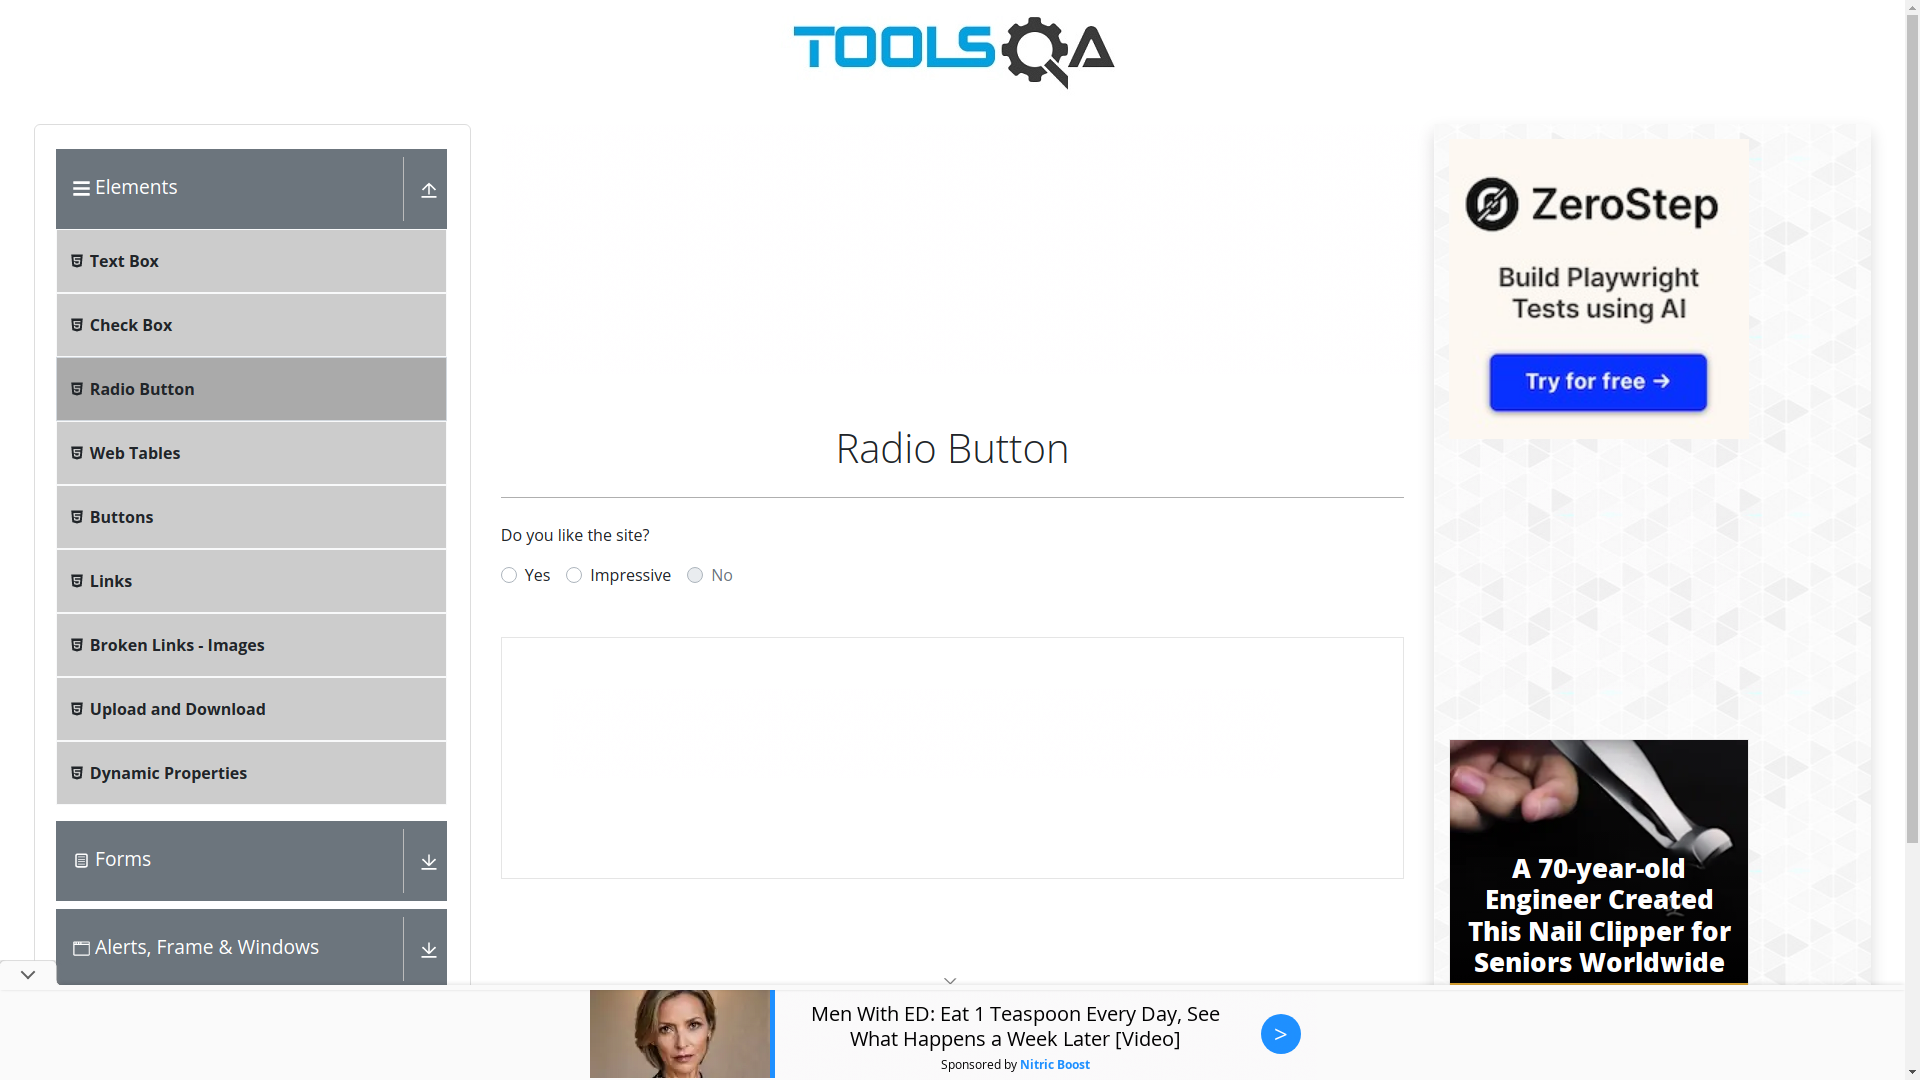 TOOLSQA
Elements
Text Box
Check Box
Radio Button
Web Tables
Buttons
Links
Broken Links - Images
Upload and Download
Dynamic Properties
Forms
Alerts, Frame & Windows
Radio Button
Do you like the site?
Yes
Impressive
No
ZeroStep
Build Playwright
Tests using AI
Try for free →
A 70-year-old
Engineer Created
This Nail Clipper for
Seniors Worldwide
Men With ED: Eat 1 Teaspoon Every Day, See
What Happens a Week Later [Video]
Sponsored by Nitric Boost
>